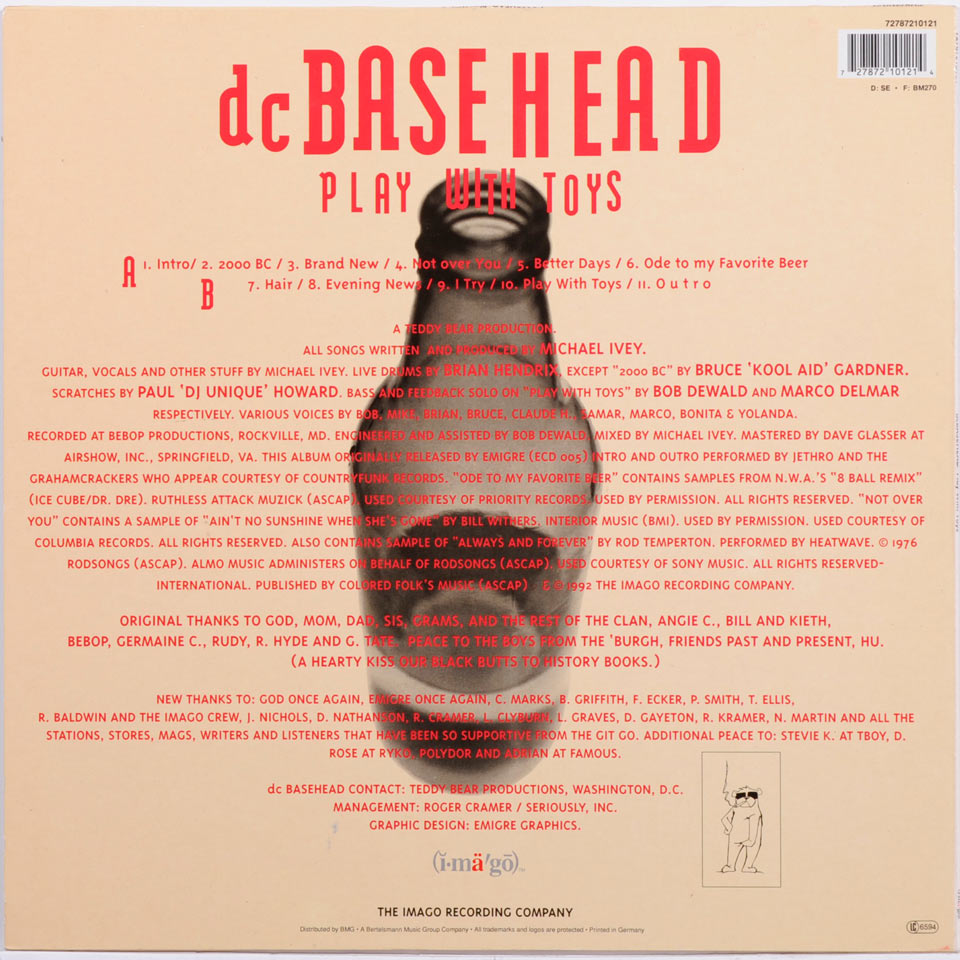 72787210121
7 27872 10121 4
D: SE • F: BM270
dc BASEHEAD
PLAY WITH TOYS
A 1. Intro/ 2. 2000 BC / 3. Brand New / 4. Not over You / 5. Better Days / 6. Ode to my Favorite Beer
B 7. Hair / 8. Evening News / 9. I Try / 10. Play With Toys / 11. Outro
A TEDDY BEAR PRODUCTION.
ALL SONGS WRITTEN AND PRODUCED BY MICHAEL IVEY.
GUITAR, VOCALS AND OTHER STUFF BY MICHAEL IVEY. LIVE DRUMS BY BRIAN HENDRIX, EXCEPT "2000 BC" BY BRUCE 'KOOL AID' GARDNER.
SCRATCHES BY PAUL 'DJ UNIQUE' HOWARD. BASS AND FEEDBACK SOLO ON "PLAY WITH TOYS" BY BOB DEWALD AND MARCO DELMAR
RESPECTIVELY. VARIOUS VOICES BY BOB, MIKE, BRIAN, BRUCE, CLAUDE H., LAMAR, MARCO, BONITA & YOLANDA.
RECORDED AT BEBOP PRODUCTIONS, ROCKVILLE, MD. ENGINEERED AND ASSISTED BY BOB DEWALD. MIXED BY MICHAEL IVEY. MASTERED BY DAVE GLASSER AT
AIRSHOW, INC., SPRINGFIELD, VA. THIS ALBUM ORIGINALLY RELEASED BY EMIGRE (ECD 005) INTRO AND OUTRO PERFORMED BY JETHRO AND THE
GRAHAMCRACKERS WHO APPEAR COURTESY OF COUNTRYFUNK RECORDS. "ODE TO MY FAVORITE BEER" CONTAINS SAMPLES FROM N.W.A.'S "8 BALL REMIX"
(ICE CUBE/DR. DRE). RUTHLESS ATTACK MUZICK (ASCAP). USED COURTESY OF PRIORITY RECORDS. USED BY PERMISSION. ALL RIGHTS RESERVED. "NOT OVER
YOU" CONTAINS A SAMPLE OF "AIN'T NO SUNSHINE WHEN SHE'S GONE" BY BILL WITHERS. INTERIOR MUSIC (BMI). USED BY PERMISSION. USED COURTESY OF
COLUMBIA RECORDS. ALL RIGHTS RESERVED. ALSO CONTAINS SAMPLE OF "ALWAYS AND FOREVER" BY ROD TEMPERTON. PERFORMED BY HEATWAVE. © 1976
RODSONGS (ASCAP). ALMO MUSIC ADMINISTERS ON BEHALF OF RODSONGS (ASCAP). USED COURTESY OF SONY MUSIC. ALL RIGHTS RESERVED-
INTERNATIONAL. PUBLISHED BY COLORED FOLK'S MUSIC (ASCAP) ℗ & © 1992 THE IMAGO RECORDING COMPANY.
ORIGINAL THANKS TO GOD, MOM, DAD, SIS, GRAMS, AND THE REST OF THE CLAN, ANGIE C., BILL AND KIETH,
BEBOP, GERMAINE C., RUDY, R. HYDE AND G. TATE. PEACE TO THE BOYS FROM THE 'BURGH, FRIENDS PAST AND PRESENT, HU.
(A HEARTY KISS OUR BLACK BUTTS TO HISTORY BOOKS.)
NEW THANKS TO: GOD ONCE AGAIN, EMIGRE ONCE AGAIN, C. MARKS, B. GRIFFITH, F. ECKER, P. SMITH, T. ELLIS,
R. BALDWIN AND THE IMAGO CREW, J. NICHOLS, D. NATHANSON, R. CRAMER, L. CLYBURN, L. GRAVES, D. GAYETON, R. KRAMER, N. MARTIN AND ALL THE
STATIONS, STORES, MAGS, WRITERS AND LISTENERS THAT HAVE BEEN SO SUPPORTIVE FROM THE GIT GO. ADDITIONAL PEACE TO: STEVIE K. AT TBOY, D.
ROSE AT RYKO, POLYDOR AND ADRIAN AT FAMOUS.
dc BASEHEAD CONTACT: TEDDY BEAR PRODUCTIONS, WASHINGTON, D.C.
MANAGEMENT: ROGER CRAMER / SERIOUSLY, INC.
GRAPHIC DESIGN: EMIGRE GRAPHICS.
(ĭ·mä′gō)™
THE IMAGO RECORDING COMPANY
Distributed by BMG • A Bertelsmann Music Group Company • All trademarks and logos are protected • Printed in Germany
LC 6594